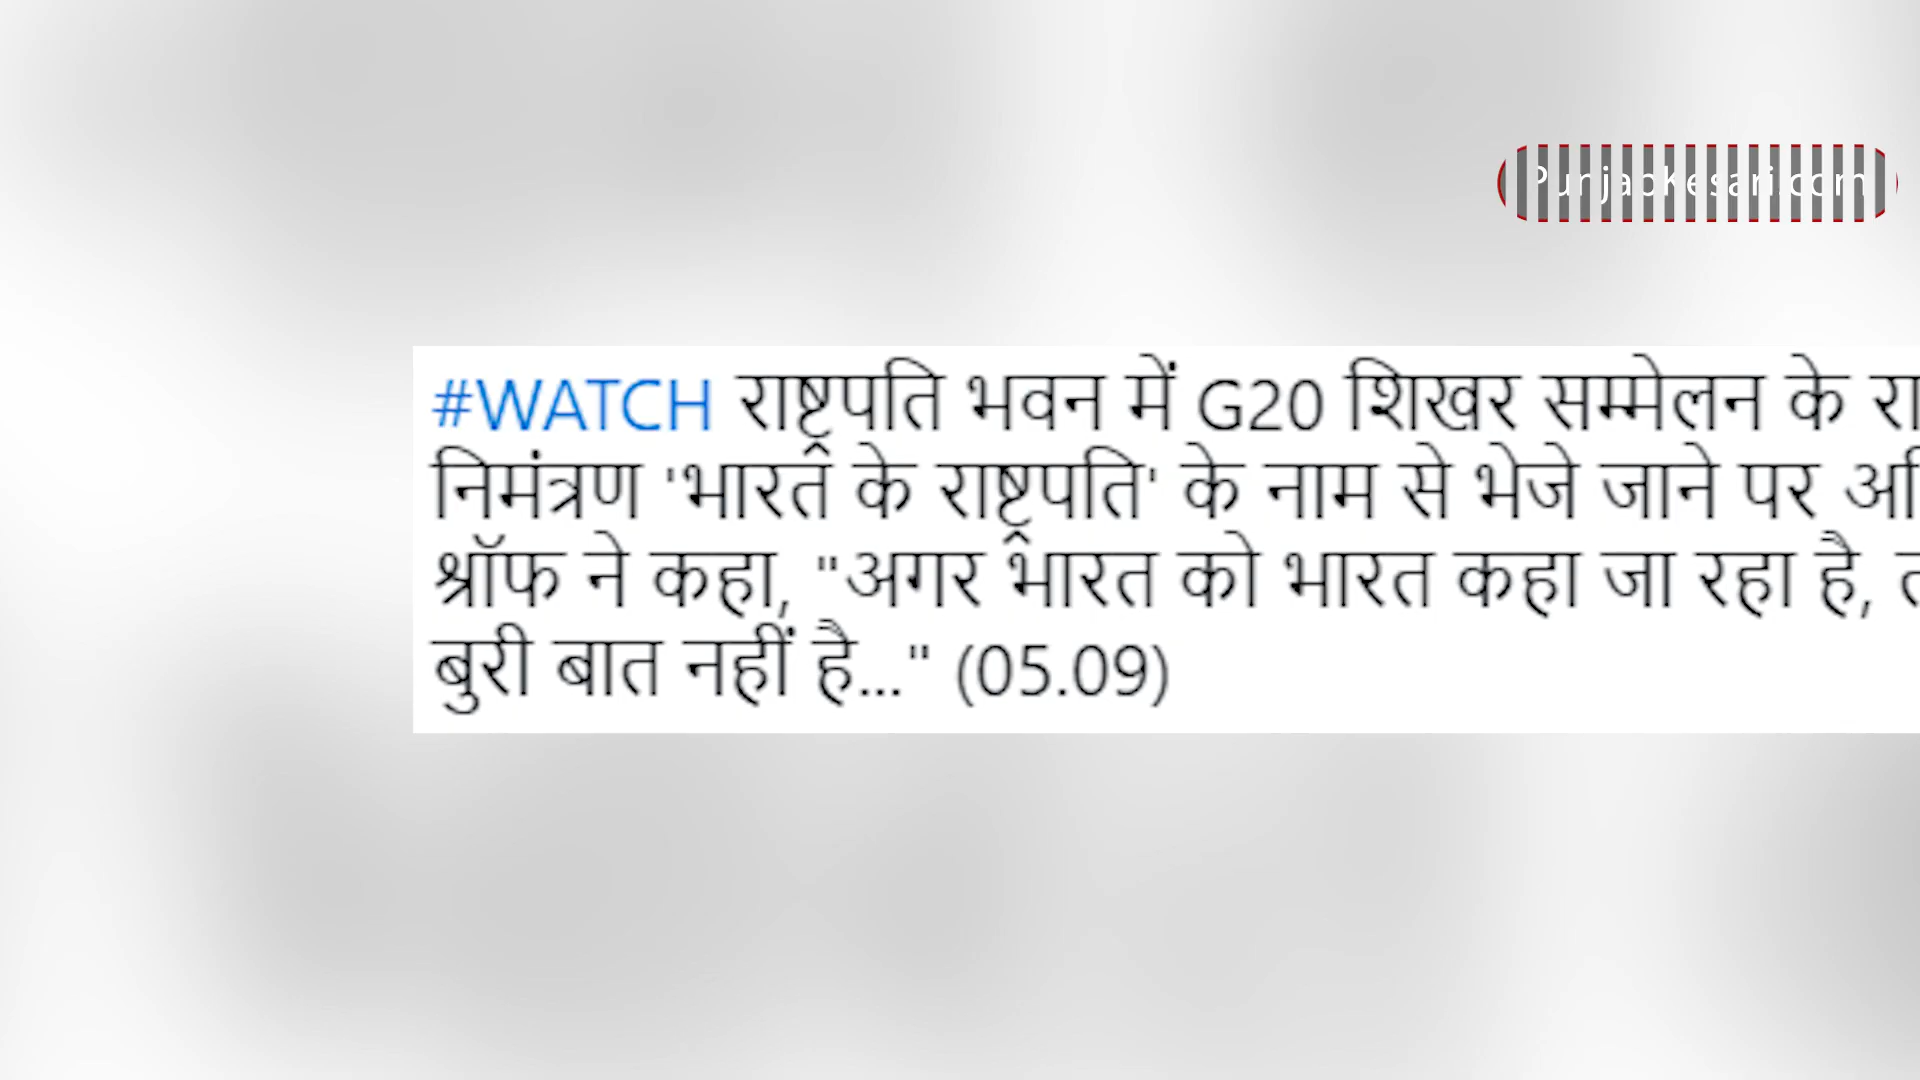 PunjabKesari.com
#WATCH राष्ट्रपति भवन में G20 शिखर सम्मेलन के
निमंत्रण 'भारत के राष्ट्रपति' के नाम से भेजे जाने पर
श्रॉफ ने कहा, "अगर भारत को भारत कहा जा रहा है,
बुरी बात नहीं है..." (05.09)